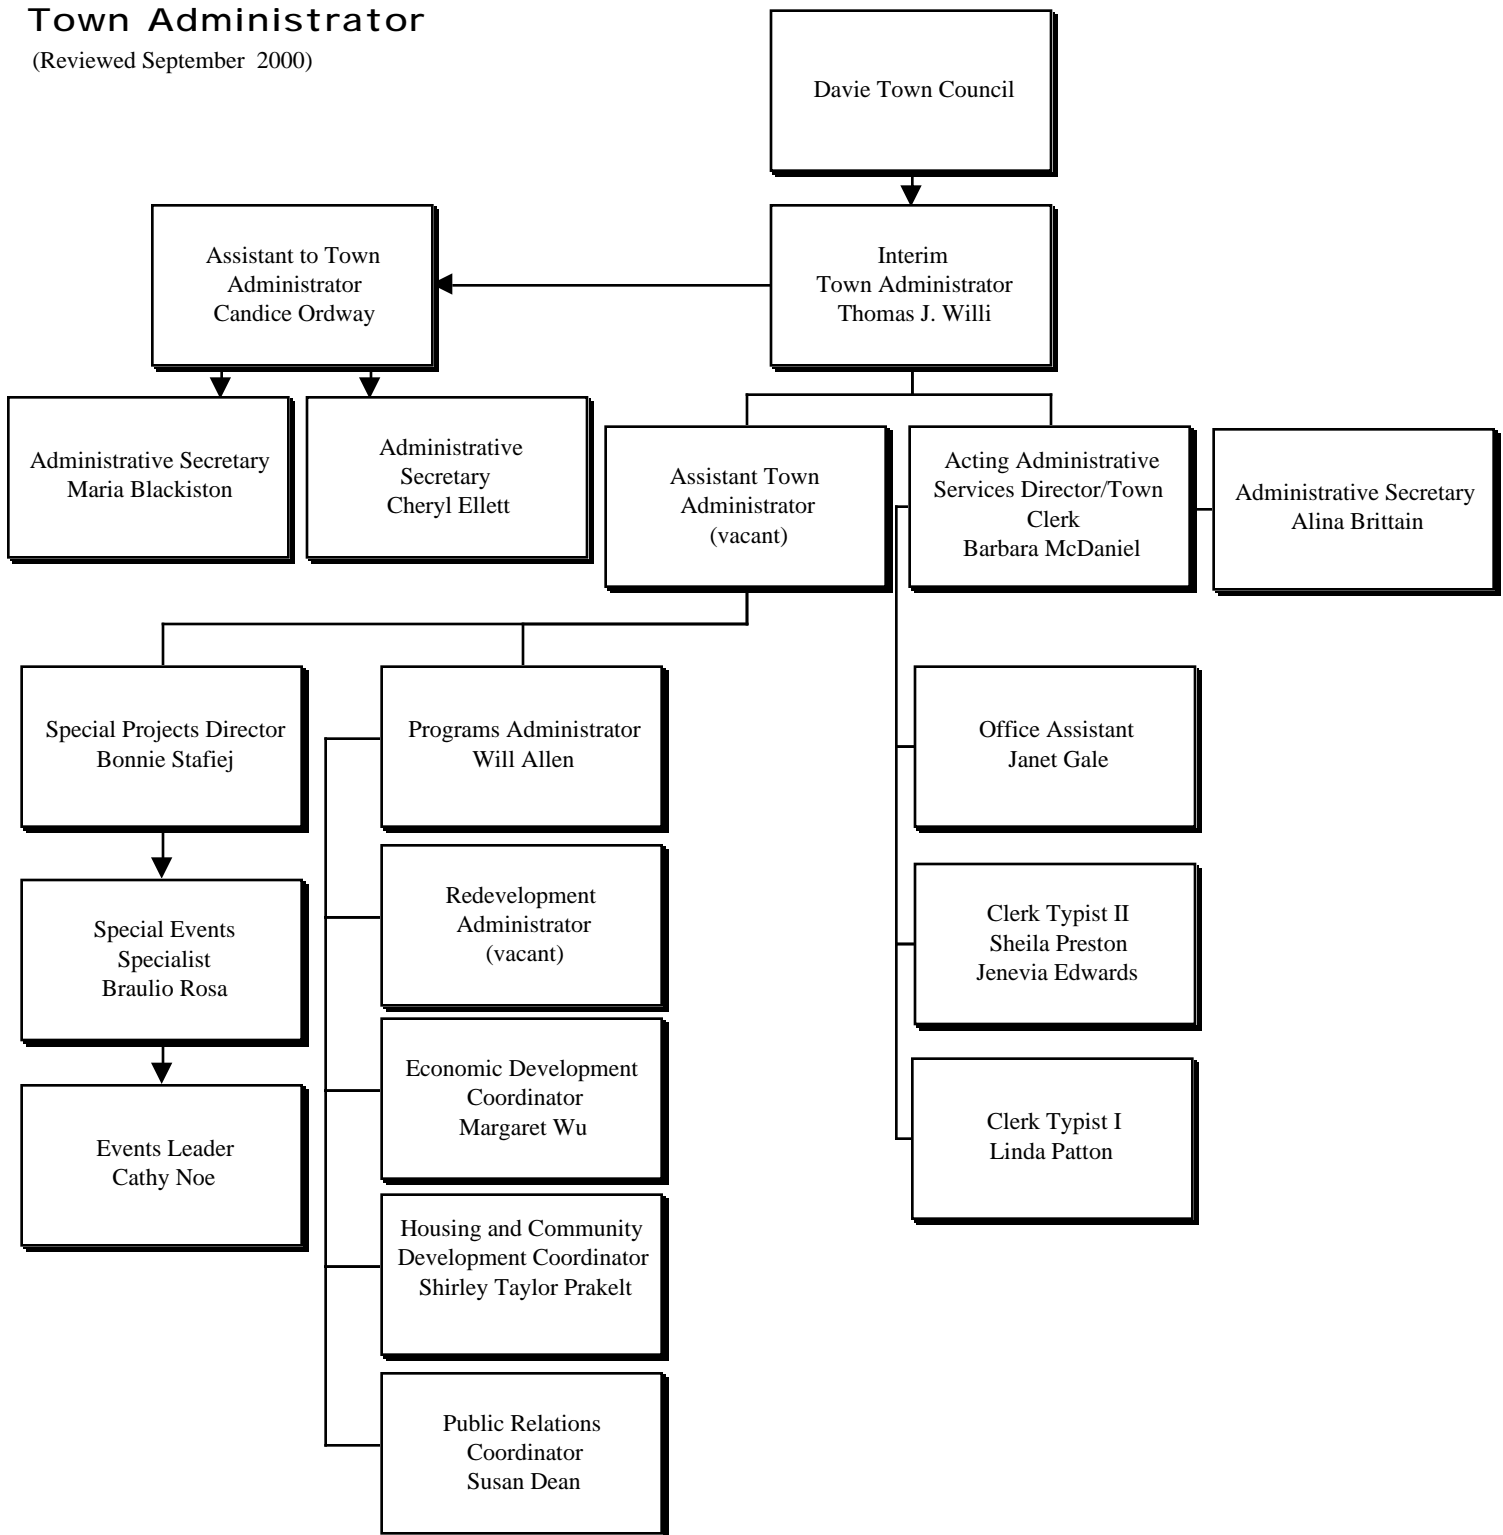 Town Administrator
(Reviewed September 2000)
Davie Town Council
Assistant to Town
Administrator
Candice Ordway
Interim
Town Administrator
Thomas J. Willi
Administrative Secretary
Maria Blackiston
Administrative
Secretary
Cheryl Ellett
Assistant Town
Administrator
(vacant)
Acting Administrative
Services Director/Town
Clerk
Barbara McDaniel
Administrative Secretary
Alina Brittain
Special Projects Director
Bonnie Stafiej
Programs Administrator
Will Allen
Office Assistant
Janet Gale
Special Events
Specialist
Braulio Rosa
Redevelopment
Administrator
(vacant)
Clerk Typist II
Sheila Preston
Jenevia Edwards
Events Leader
Cathy Noe
Economic Development
Coordinator
Margaret Wu
Clerk Typist I
Linda Patton
Housing and Community
Development Coordinator
Shirley Taylor Prakelt
Public Relations
Coordinator
Susan Dean